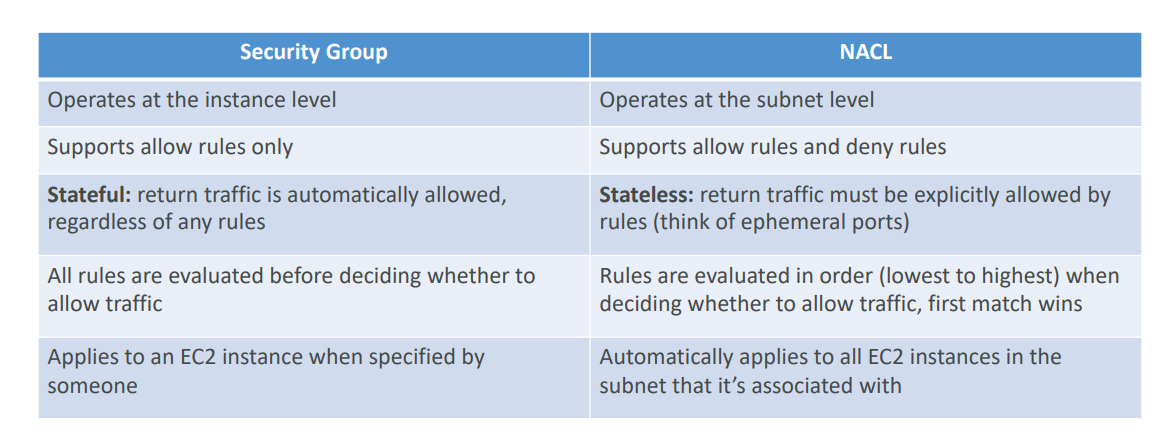 Security Group
NACL
Operates at the instance level
Operates at the subnet level
Supports allow rules only
Supports allow rules and deny rules
Stateful: return traffic is automatically allowed,
regardless of any rules
Stateless: return traffic must be explicitly allowed by
rules (think of ephemeral ports)
All rules are evaluated before deciding whether to
allow traffic
Rules are evaluated in order (lowest to highest) when
deciding whether to allow traffic, first match wins
Applies to an EC2 instance when specified by
someone
Automatically applies to all EC2 instances in the
subnet that it’s associated with